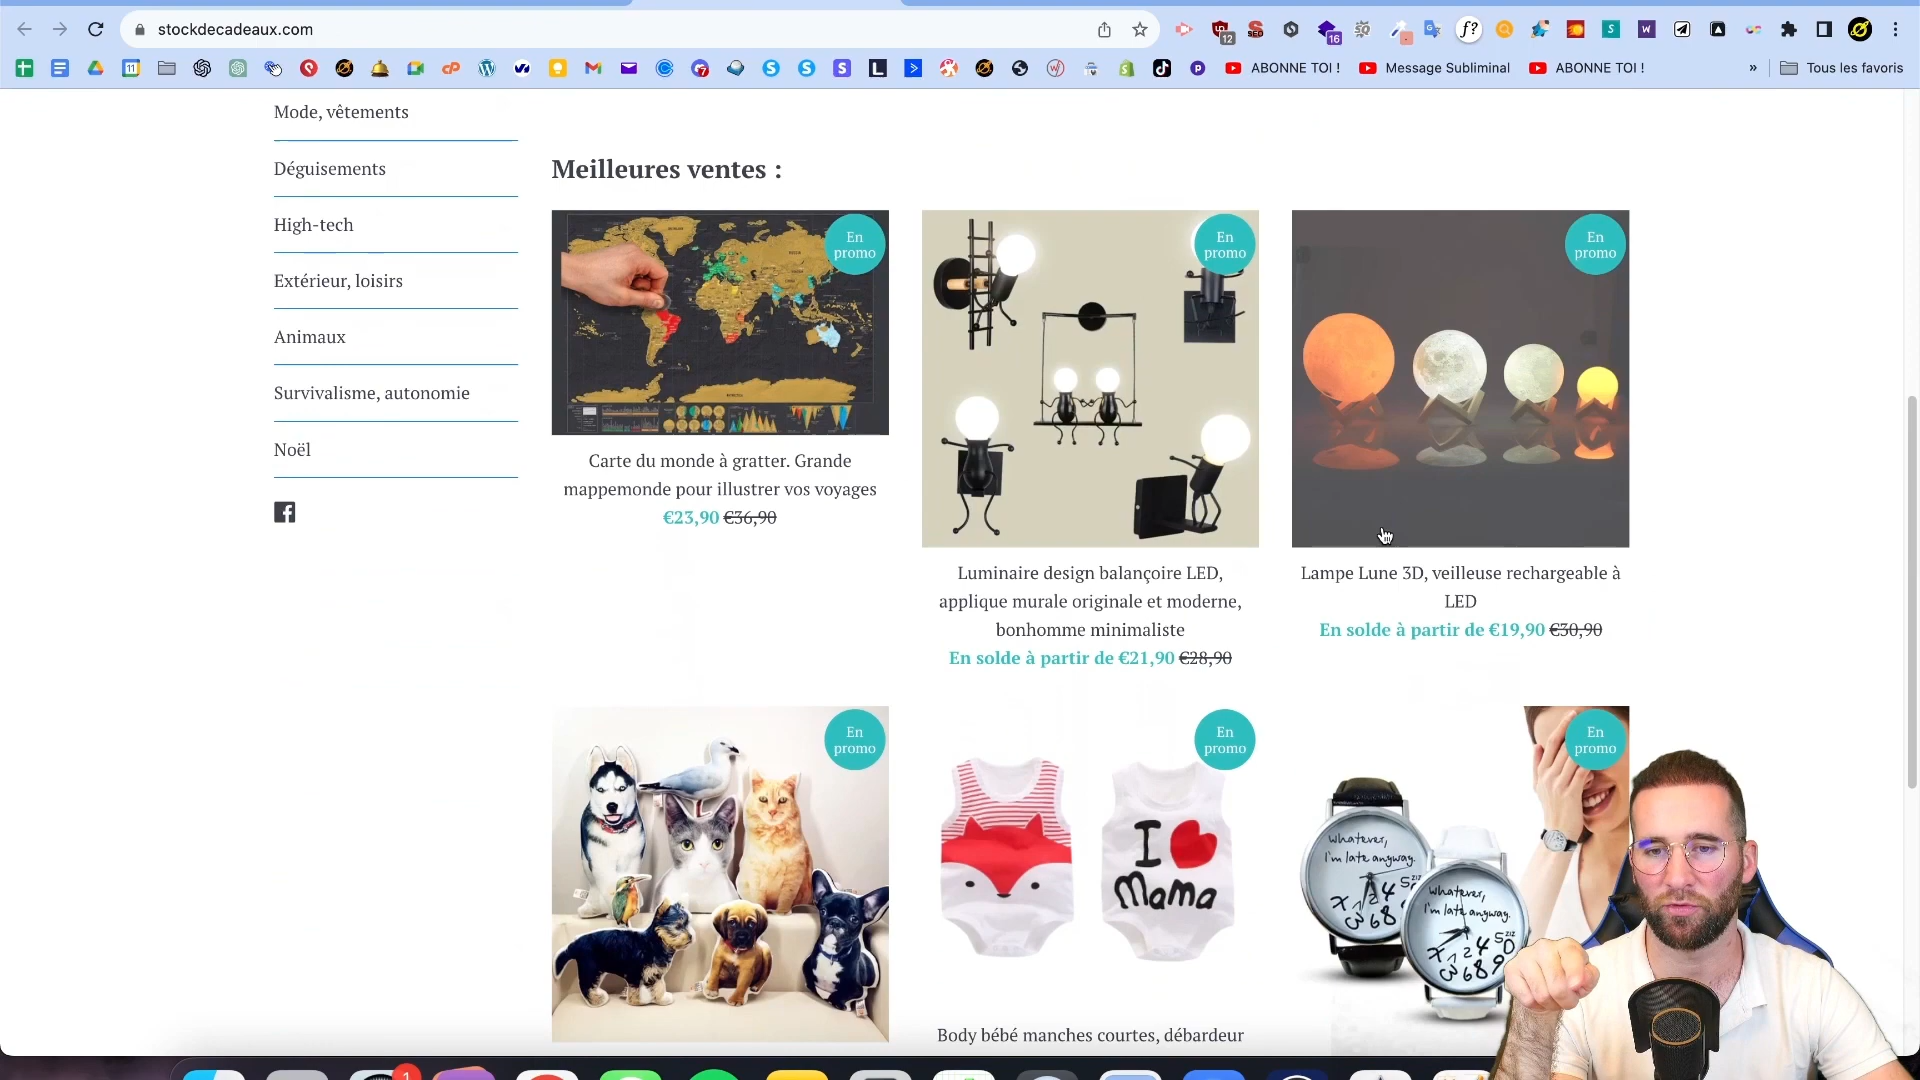 stockdecadeaux.com
12
16
11
ABONNE TOI !
Message Subliminal
ABONNE TOI !
»
Tous les favoris
Mode, vêtements
Déguisements
High-tech
Extérieur, loisirs
Animaux
Survivalisme, autonomie
Noël
Meilleures ventes :
En
promo
En
promo
En
promo
Carte du monde à gratter. Grande
mappemonde pour illustrer vos voyages
€23,90 €36,90
Luminaire design balançoire LED,
applique murale originale et moderne,
bonhomme minimaliste
En solde à partir de €21,90 €28,90
Lampe Lune 3D, veilleuse rechargeable à
LED
En solde à partir de €19,90 €30,90
En
promo
En
promo
En
promo
I
Mama
whatever,
I'm late anyway.
whatever,
I'm late anyway.
Body bébé manches courtes, débardeur
1